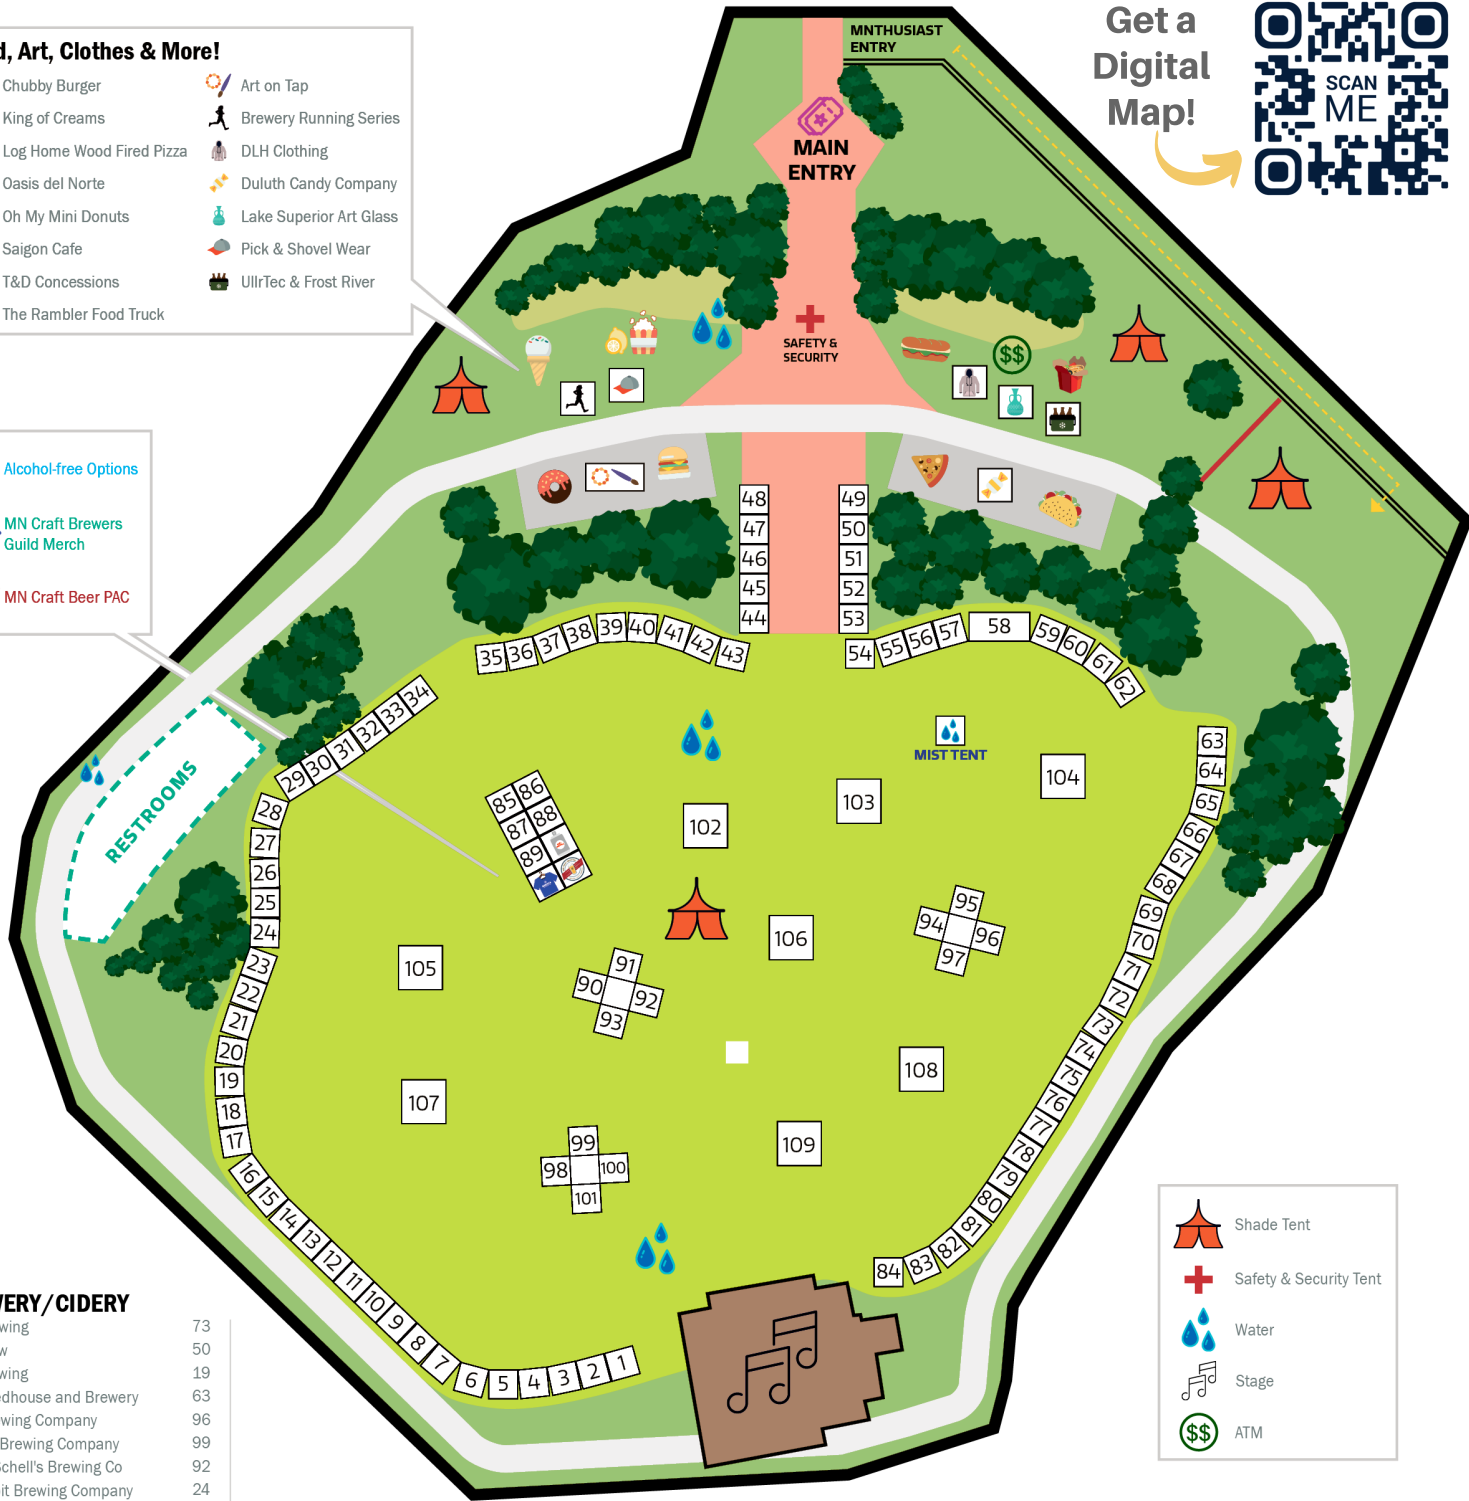 d, Art, Clothes & More!
Chubby Burger
King of Creams
Log Home Wood Fired Pizza
Oasis del Norte
Oh My Mini Donuts
Saigon Cafe
T&D Concessions
The Rambler Food Truck
Art on Tap
Brewery Running Series
DLH Clothing
Duluth Candy Company
Lake Superior Art Glass
Pick & Shovel Wear
UllrTec & Frost River
MNTHUSIAST
ENTRY
Get a
Digital
Map!
SCAN
ME
MAIN
ENTRY
SAFETY &
SECURITY
$$
Alcohol-free Options
MN Craft Brewers
Guild Merch
MN Craft Beer PAC
48
47
46
45
44
49
50
51
52
53
35 36 37 38 39 40 41 42 43
54 55 56 57 58 59 60 61 62
29 30 31 32 33 34
RESTROOMS
MIST TENT
63
64
65
66
67
68
69
70
71
72
73
74
75
76
77
78
79
80
81
82
83
84
85 86
87 88
89
102
103
104
105
106
107
108
109
91
90 92
93
95
94 96
97
99
98 100
101
28
27
26
25
24
23
22
21
20
19
18
17
16
15
14
13
12
11
10
9
8
7
6
5 4 3 2 1
VERY/CIDERY
wing 73
w 50
wing 19
edhouse and Brewery 63
wing Company 96
Brewing Company 99
Schell's Brewing Co 92
it Brewing Company 24
Shade Tent
Safety & Security Tent
Water
Stage
$$ ATM